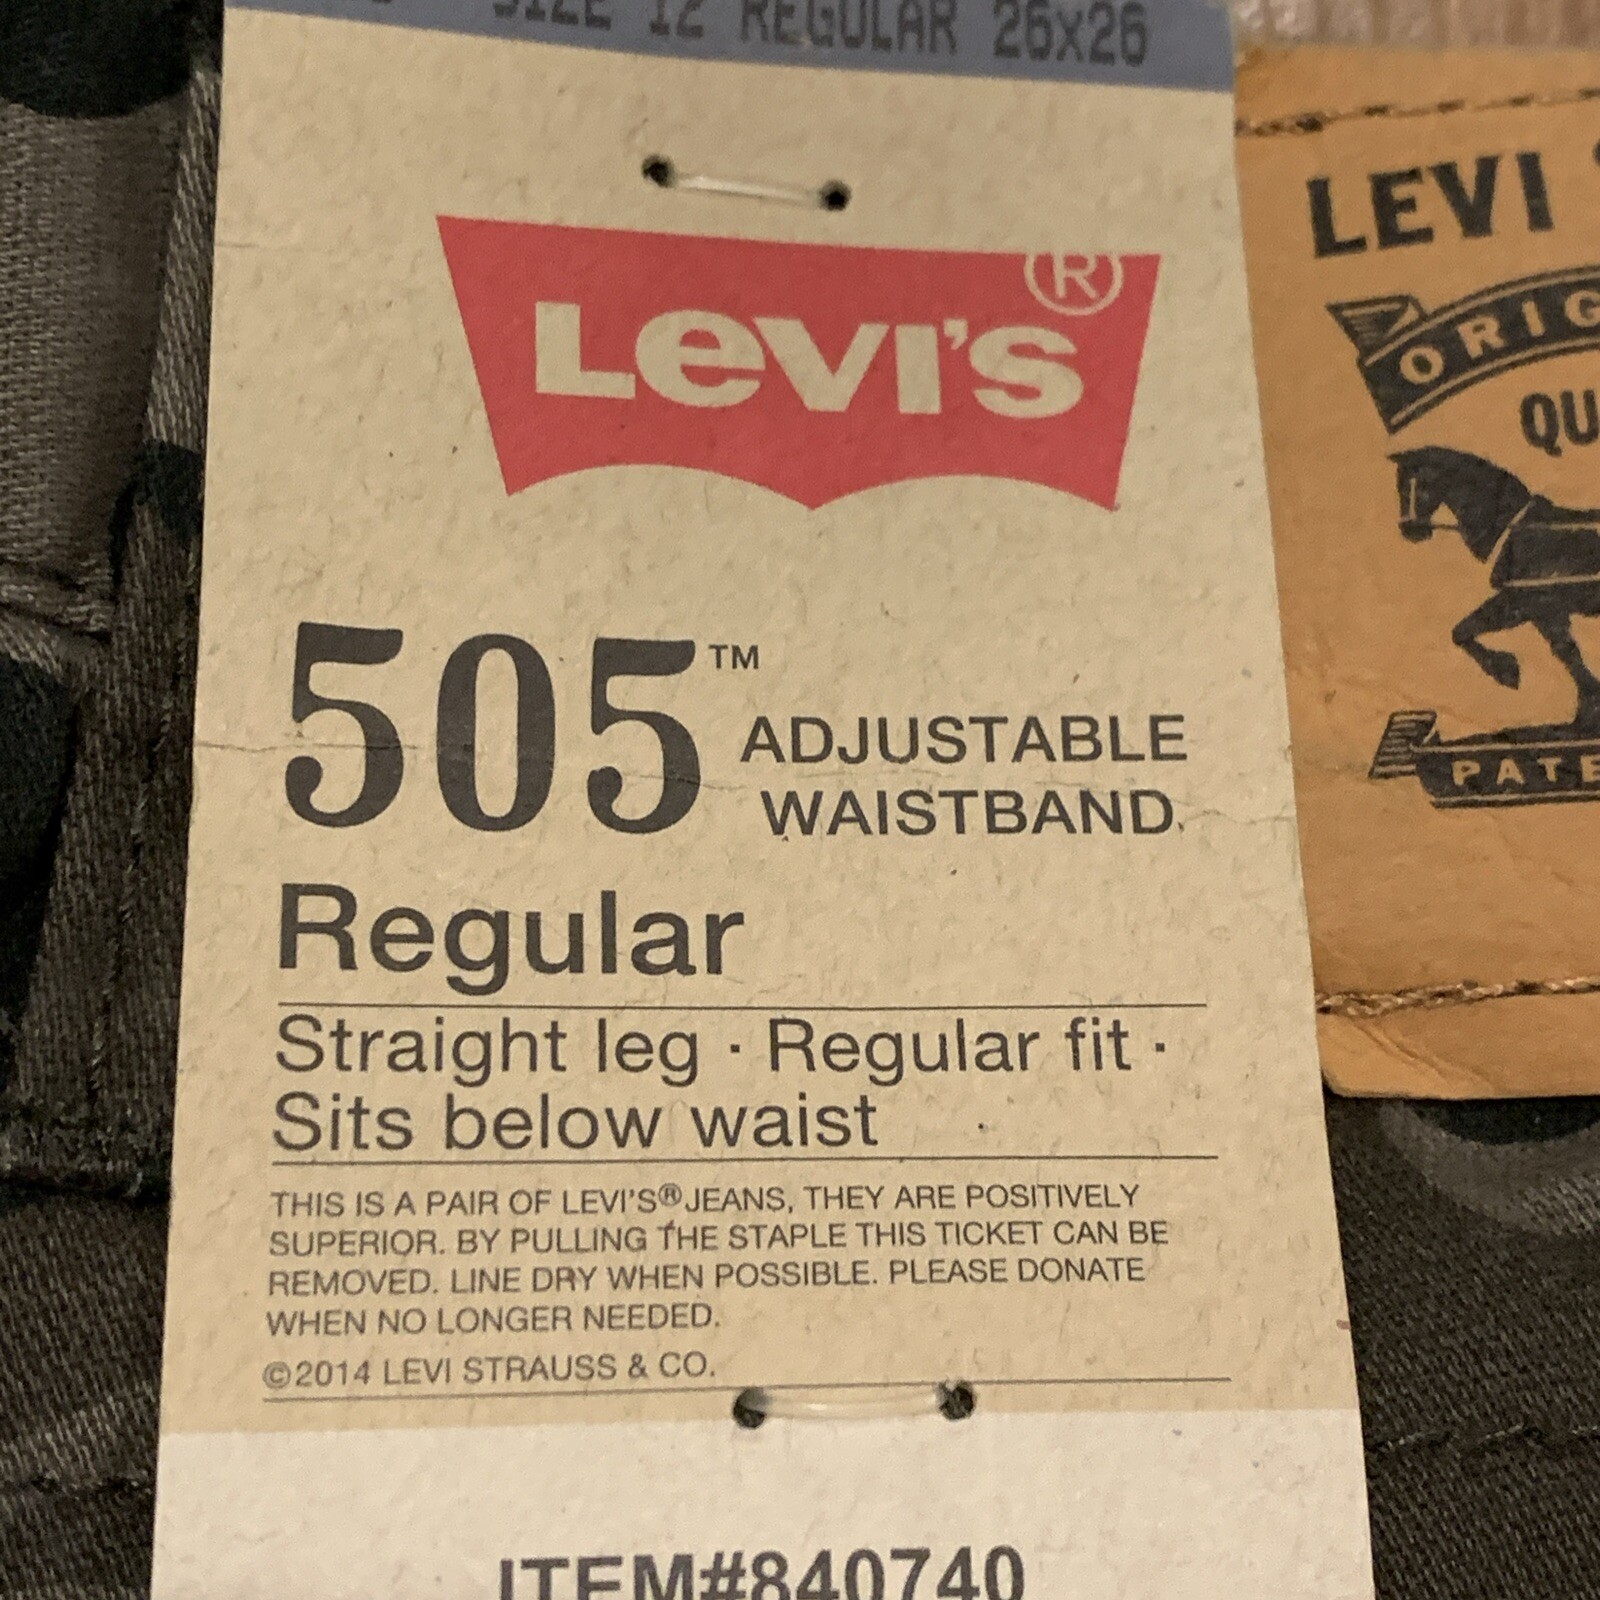 SIZE 12 REGULAR 26x26
LEVI'S®
505™ ADJUSTABLE
WAISTBAND
Regular
Straight leg · Regular fit ·
Sits below waist
THIS IS A PAIR OF LEVI'S® JEANS, THEY ARE POSITIVELY
SUPERIOR. BY PULLING THE STAPLE THIS TICKET CAN BE
REMOVED. LINE DRY WHEN POSSIBLE. PLEASE DONATE
WHEN NO LONGER NEEDED.
©2014 LEVI STRAUSS & CO.
ITEM#840740
LEVI
ORIG
QU
PATE